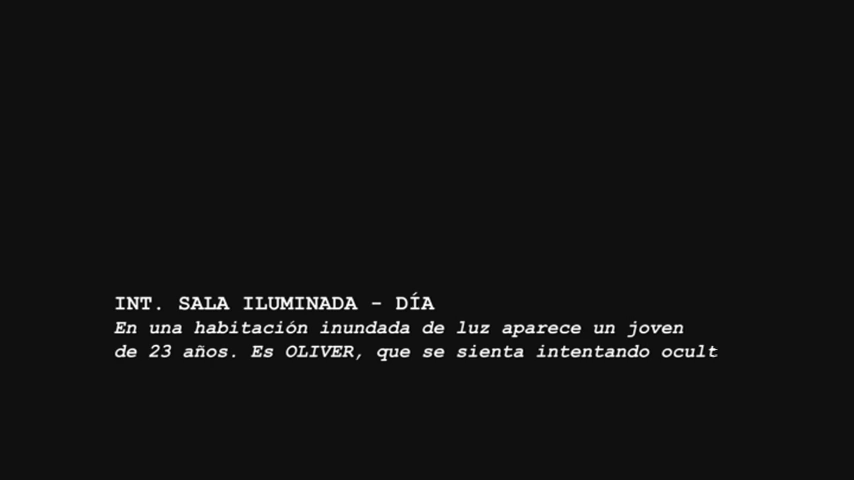 INT. SALA ILUMINADA - DÍA
En una habitación inundada de luz aparece un joven
de 23 años. Es OLIVER, que se sienta intentando ocult